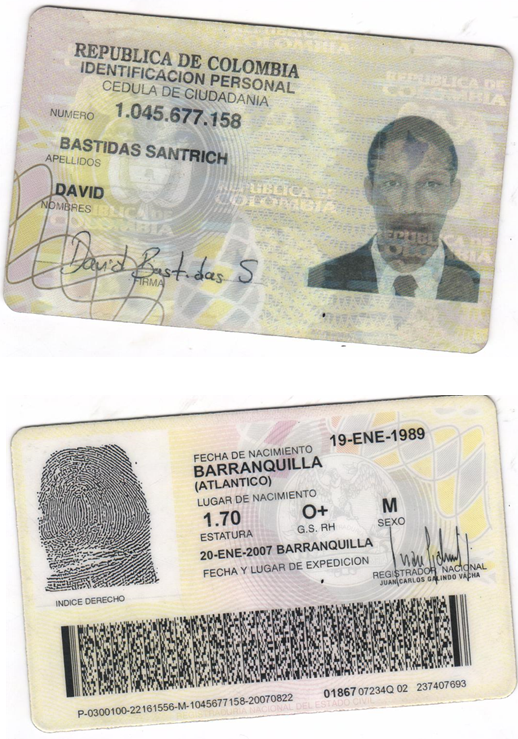 REPUBLICA DE COLOMBIA
IDENTIFICACION PERSONAL
CEDULA DE CIUDADANIA
NUMERO 1.045.677.158
BASTIDAS SANTRICH
APELLIDOS
DAVID
NOMBRES
David Bastidas S
FIRMA
REPUBLICA DE
COLOMBIA
FECHA DE NACIMIENTO 19-ENE-1989
BARRANQUILLA
(ATLANTICO)
LUGAR DE NACIMIENTO
1.70 O+ M
ESTATURA G.S. RH SEXO
20-ENE-2007 BARRANQUILLA
FECHA Y LUGAR DE EXPEDICION
REGISTRADOR NACIONAL
JUAN CARLOS GALINDO VACHA
INDICE DERECHO
P-0300100-22161556-M-1045677158-20070822
01867 07234Q 02 237407693